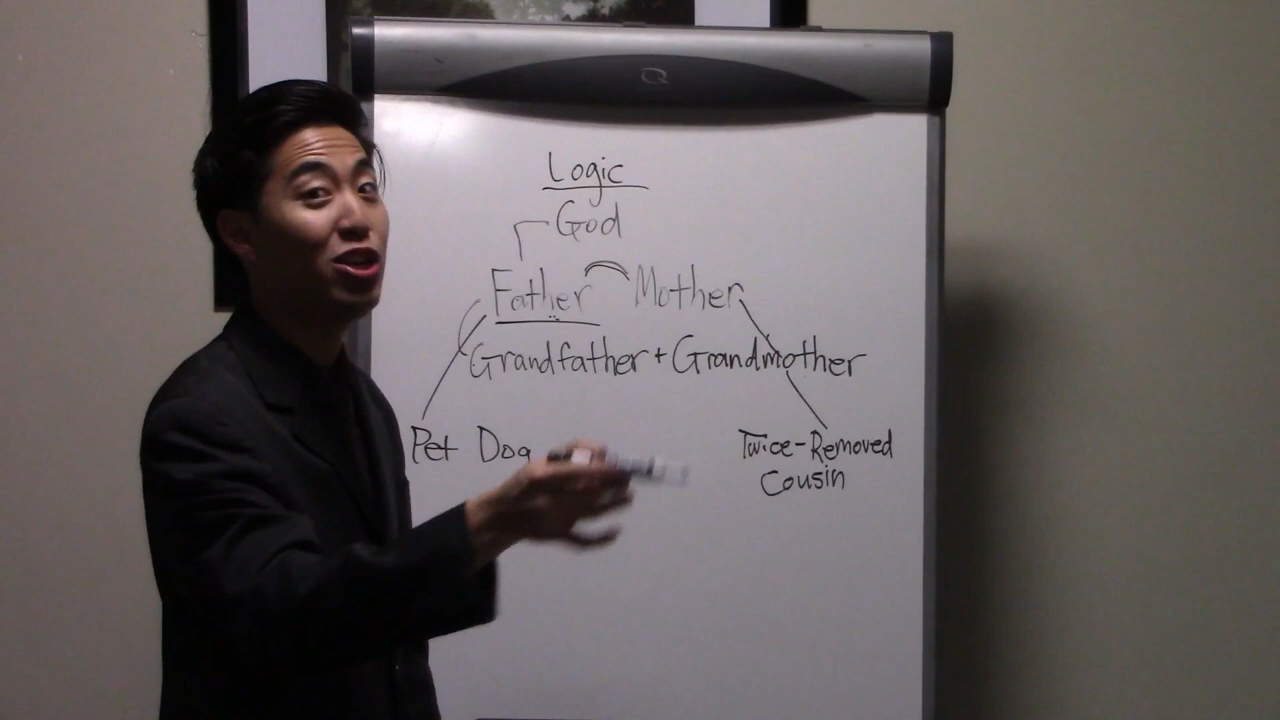 Logic
God
Father Mother
Grandfather + Grandmother
Pet Dog
Twice-Removed
Cousin